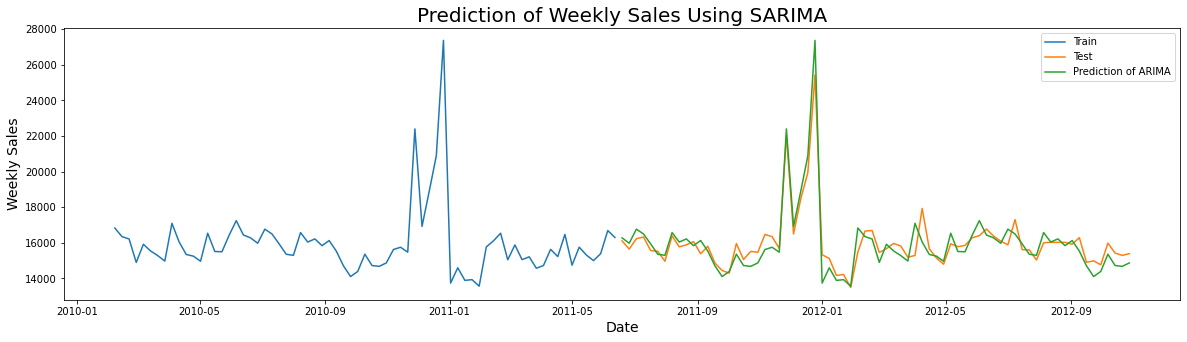 Prediction of Weekly Sales Using SARIMA
28000
26000
24000
22000
20000
18000
16000
14000
Weekly Sales
Train
Test
Prediction of ARIMA
2010-01 2010-05 2010-09 2011-01 2011-05 2011-09 2012-01 2012-05 2012-09
Date